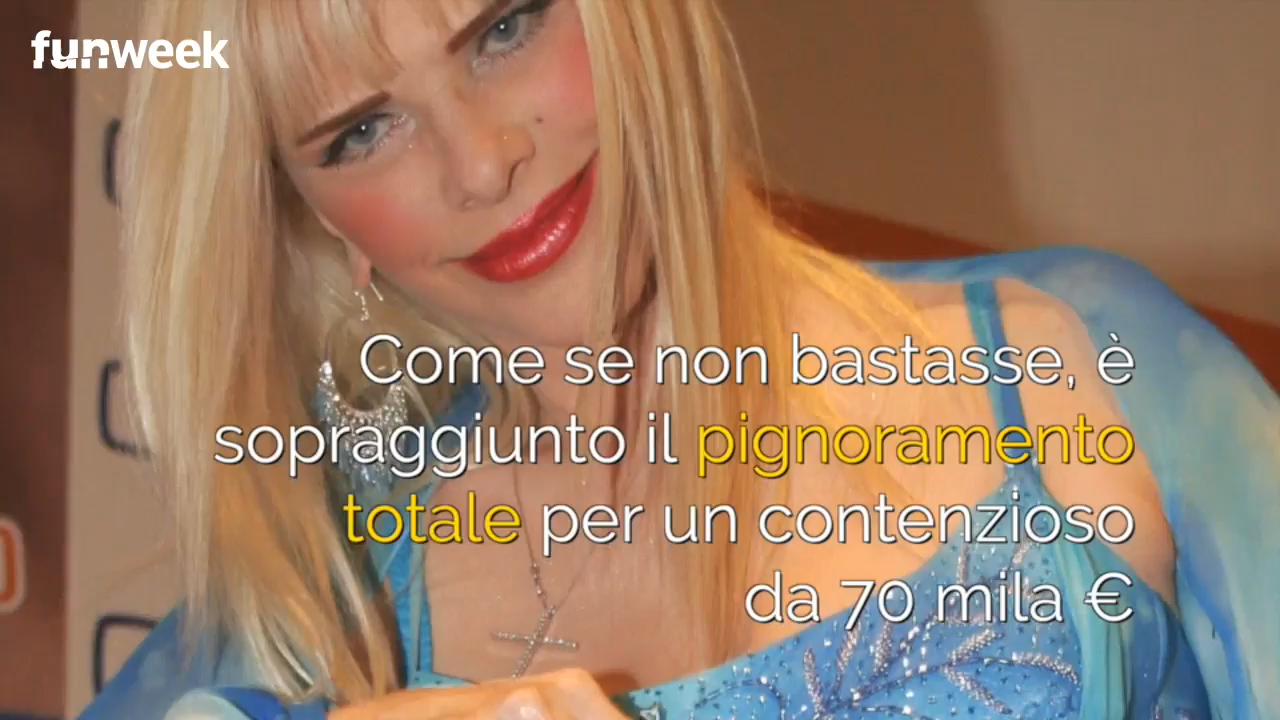 funweek
Come se non bastasse, è
sopraggiunto il pignoramento
totale per un contenzioso
da 70 mila €